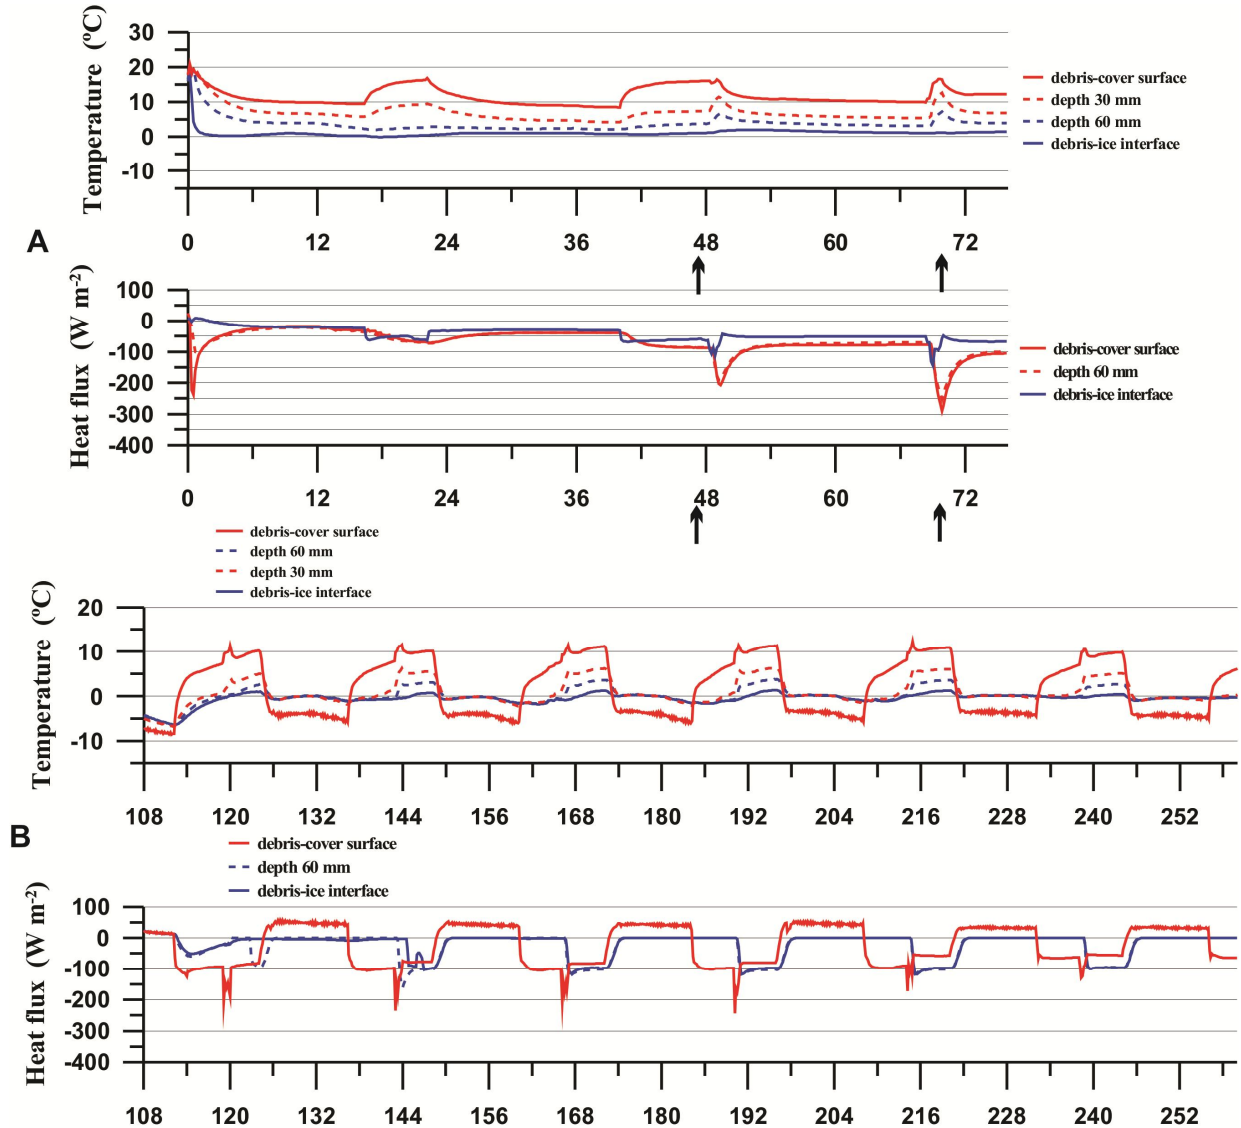 Temperature (ºC)
30
20
10
0
-10
debris-cover surface
depth 30 mm
depth 60 mm
debris-ice interface
0 12 24 36 48 60 72
A
Heat flux (W m-2)
100
0
-100
-200
-300
-400
debris-cover surface
depth 60 mm
debris-ice interface
0 12 24 36 48 60 72
debris-cover surface
depth 60 mm
depth 30 mm
debris-ice interface
Temperature (ºC)
20
10
0
-10
108 120 132 144 156 168 180 192 204 216 228 240 252
B
debris-cover surface
depth 60 mm
debris-ice interface
Heat flux (W m-2)
100
0
-100
-200
-300
-400
108 120 132 144 156 168 180 192 204 216 228 240 252